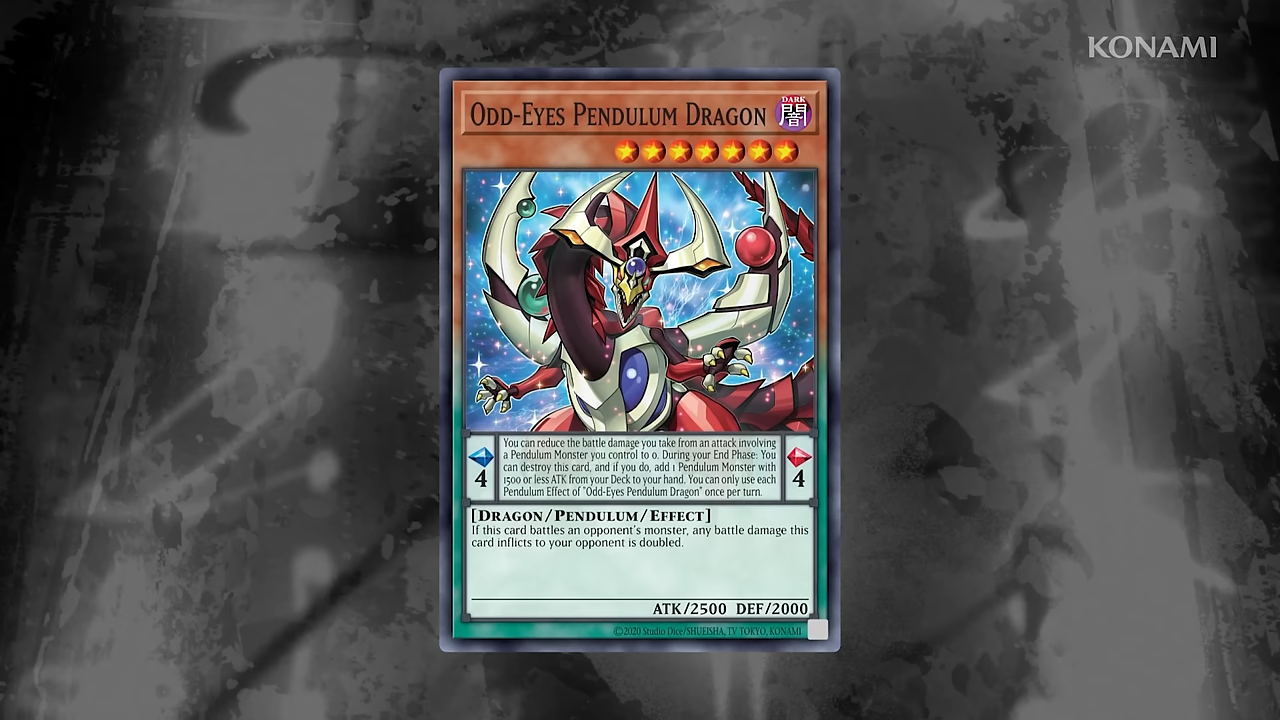 KONAMI
ODD-EYES PENDULUM DRAGON
DARK
闇
You can reduce the battle damage you take from an attack involving
a Pendulum Monster you control to 0. During your End Phase: You
can destroy this card, and if you do, add 1 Pendulum Monster with
1500 or less ATK from your Deck to your hand. You can only use each
Pendulum Effect of "Odd-Eyes Pendulum Dragon" once per turn.
4
4
[DRAGON/PENDULUM/EFFECT]
If this card battles an opponent's monster, any battle damage this
card inflicts to your opponent is doubled.
ATK/2500 DEF/2000
©2020 Studio Dice/SHUEISHA, TV TOKYO, KONAMI